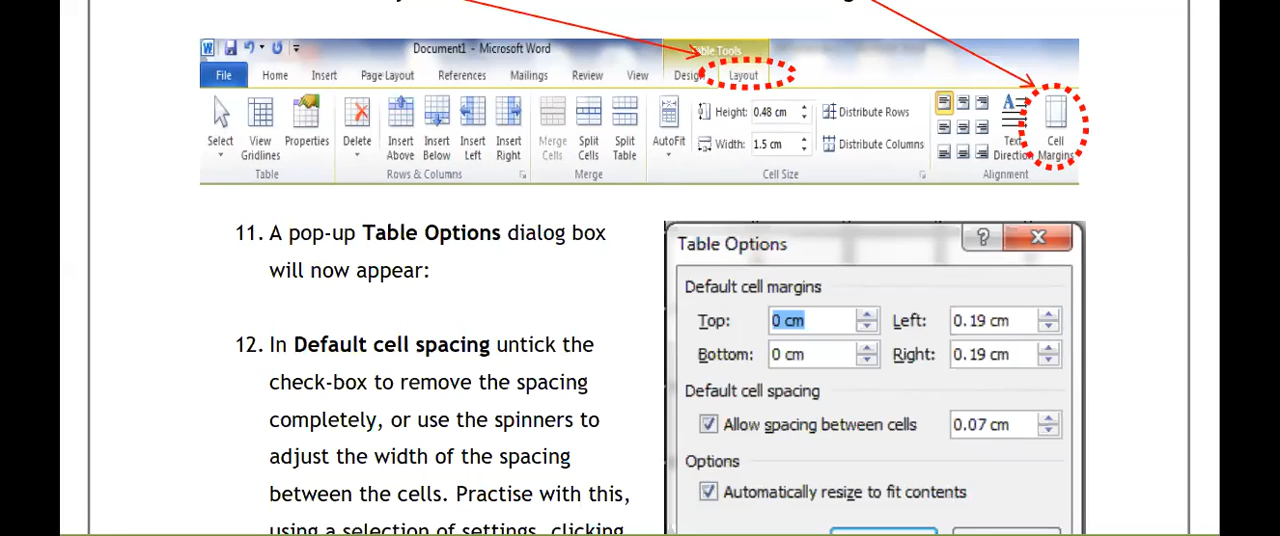 Document1 - Microsoft Word
Table Tools
File Home Insert Page Layout References Mailings Review View Design Layout
Select View Gridlines Properties Delete Insert Above Insert Below Insert Left Insert Right Merge Cells Split Cells Split Table AutoFit
Height: 0.48 cm Distribute Rows
Width: 1.5 cm Distribute Columns
Text Direction Cell Margins
Table Rows & Columns Merge Cell Size Alignment
11. A pop-up Table Options dialog box
will now appear:
12. In Default cell spacing untick the
check-box to remove the spacing
completely, or use the spinners to
adjust the width of the spacing
between the cells. Practise with this,
using a selection of settings, clicking
Table Options
Default cell margins
Top: 0 cm Left: 0.19 cm
Bottom: 0 cm Right: 0.19 cm
Default cell spacing
Allow spacing between cells 0.07 cm
Options
Automatically resize to fit contents